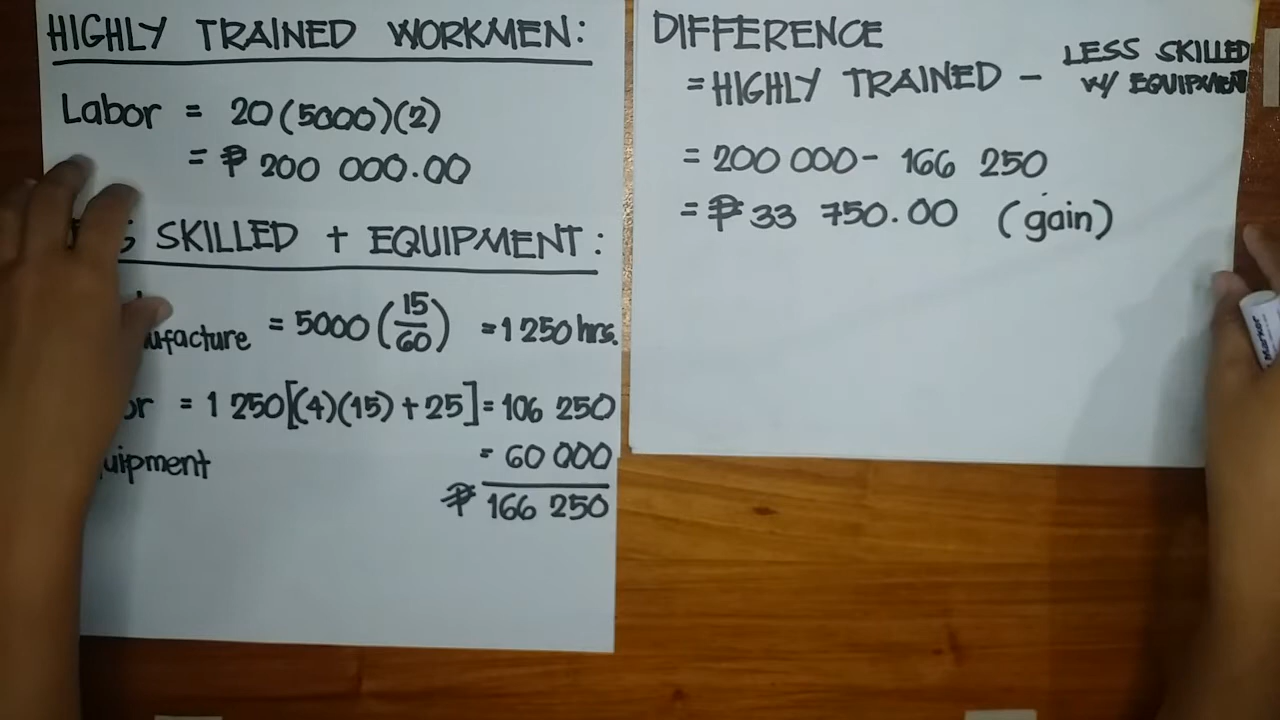 HIGHLY TRAINED WORKMEN:
Labor = 20(5000)(2)
= ₱ 200 000.00
SKILLED + EQUIPMENT:
ufacture = 5000(15/60) = 1 250 hrs.
or = 1 250[(4)(15) + 25] = 106 250
uipment = 60 000
₱ 166 250
DIFFERENCE
= HIGHLY TRAINED - LESS SKILLED W/ EQUIPMENT
= 200 000 - 166 250
= ₱ 33 750.00 (gain)
Marker